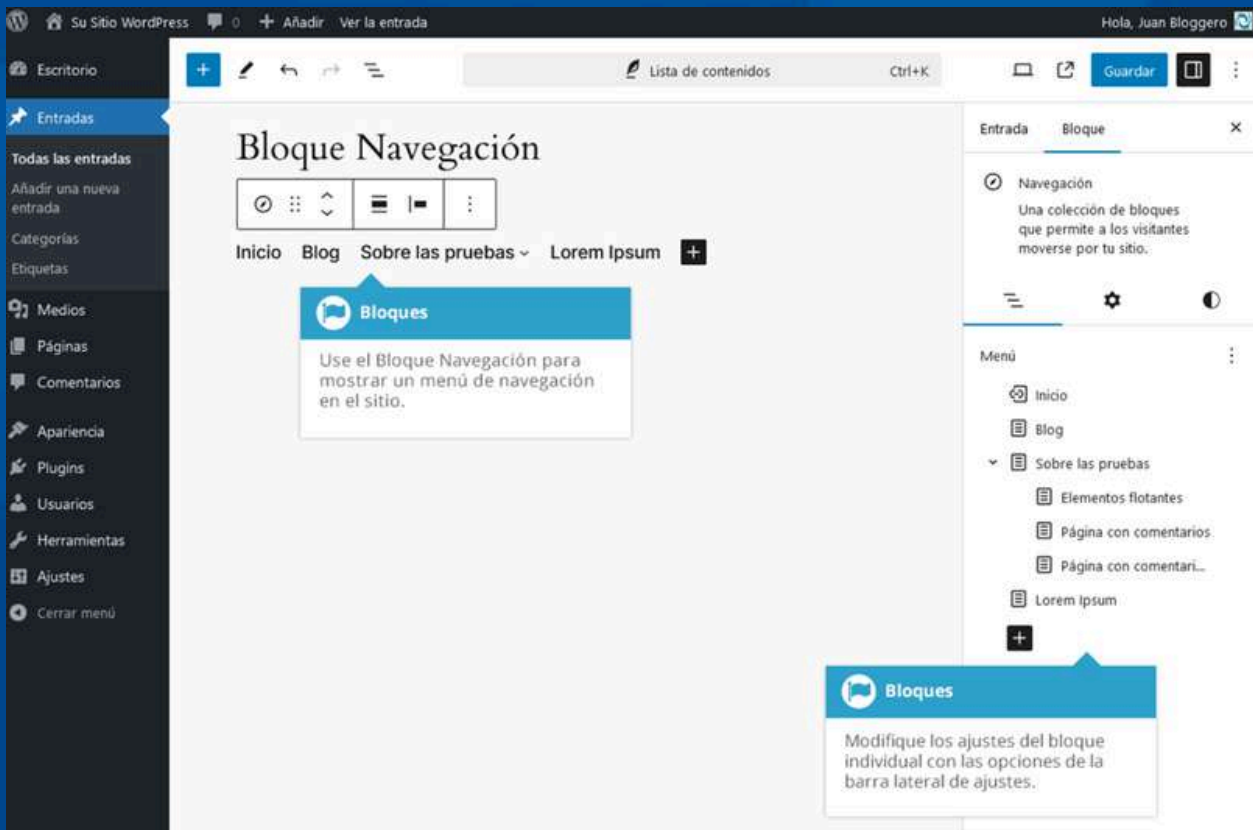 Su Sitio WordPress 0 Añadir Ver la entrada Hola, Juan Bloggero
Escritorio
Entradas
Todas las entradas
Añadir una nueva
entrada
Categorías
Etiquetas
Medios
Páginas
Comentarios
Apariencia
Plugins
Usuarios
Herramientas
Ajustes
Cerrar menú
Lista de contenidos Ctrl+K
Guardar
Bloque Navegación
Inicio Blog Sobre las pruebas Lorem Ipsum
Bloques
Use el Bloque Navegación para
mostrar un menú de navegación
en el sitio.
Entrada Bloque
Navegación
Una colección de bloques
que permite a los visitantes
moverse por tu sitio.
Menú
Inicio
Blog
Sobre las pruebas
Elementos flotantes
Página con comentarios
Página con comentari...
Lorem Ipsum
Bloques
Modifique los ajustes del bloque
individual con las opciones de la
barra lateral de ajustes.